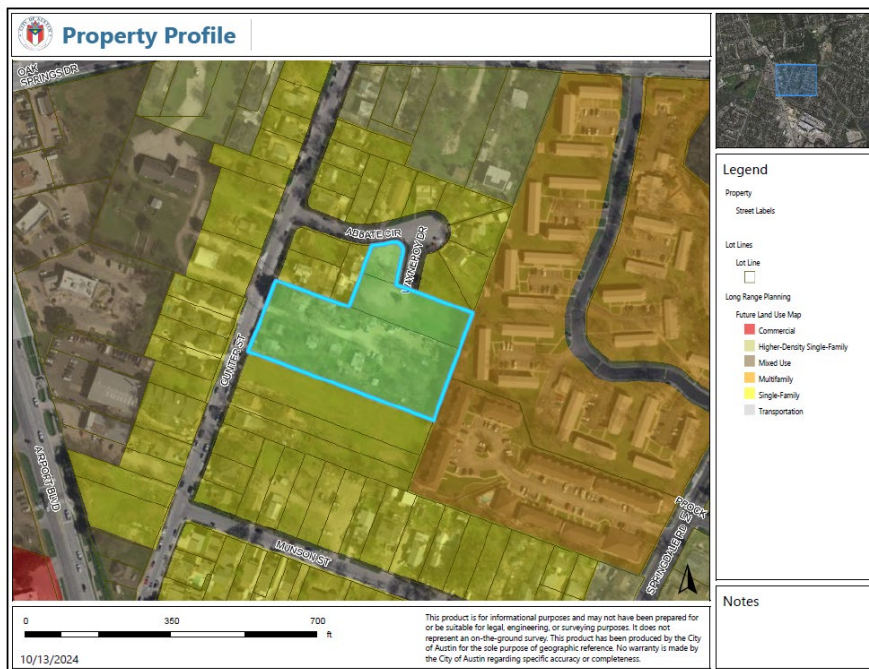 Property Profile
OAK
SPRINGS DR
ABBATE CIR
WAYNEROY DR
GUNTER ST
AIRPORT BLVD
MUNSON ST
PROCK
LN
SPRINGDALE RD
Legend
Property
Street Labels
Lot Lines
Lot Line
Long Range Planning
Future Land Use Map
Commercial
Higher-Density Single-Family
Mixed Use
Multifamily
Single-Family
Transportation
Notes
0 350 700
ft
10/13/2024
This product is for informational purposes and may not have been prepared for
or be suitable for legal, engineering, or surveying purposes. It does not
represent an on-the-ground survey. This product has been produced by the City
of Austin for the sole purpose of geographic reference. No warranty is made by
the City of Austin regarding specific accuracy or completeness.